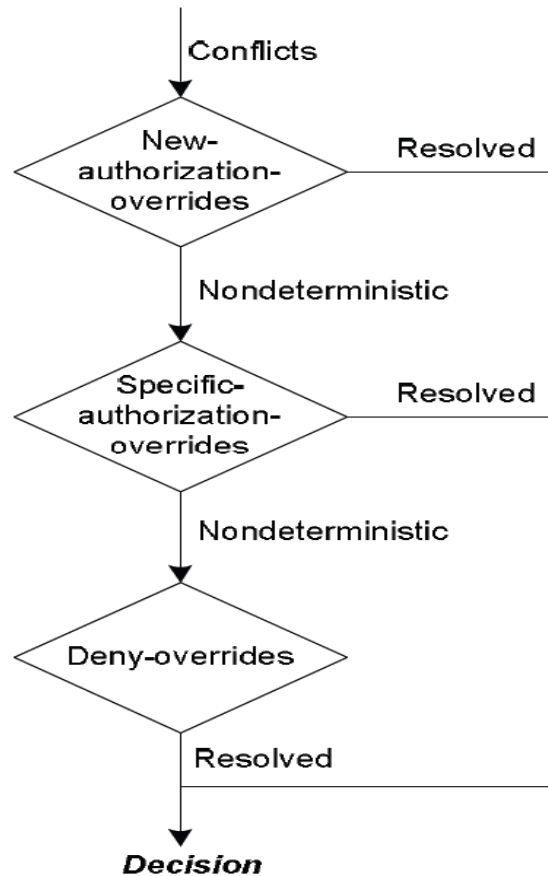 Conflicts
New-
authorization-
overrides
Resolved
Nondeterministic
Specific-
authorization-
overrides
Resolved
Nondeterministic
Deny-overrides
Resolved
Decision